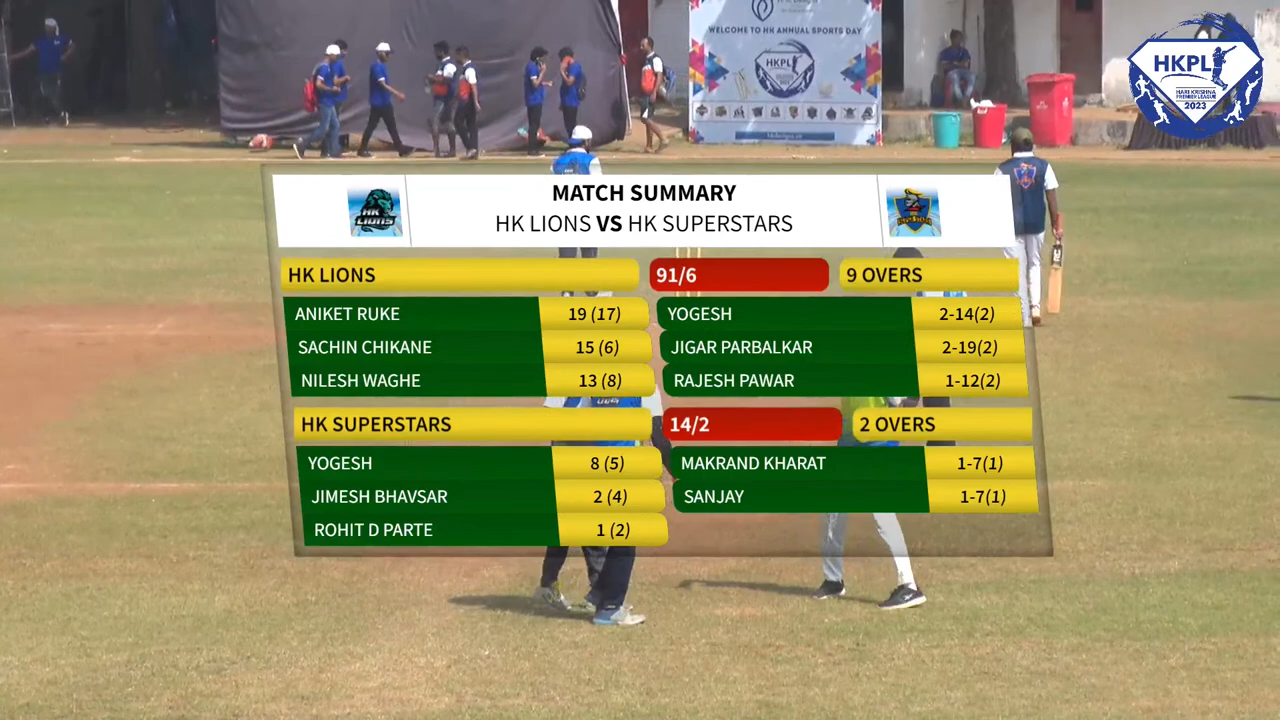 WELCOME TO HK ANNUAL SPORTS DAY
HKPL
HKPL
HARI KRISHNA
PREMIER LEAGUE
2023
MATCH SUMMARY
HK LIONS VS HK SUPERSTARS
HK
LIONS
HK LIONS 91/6 9 OVERS
ANIKET RUKE 19 (17) YOGESH 2-14(2)
SACHIN CHIKANE 15 (6) JIGAR PARBALKAR 2-19(2)
NILESH WAGHE 13 (8) RAJESH PAWAR 1-12(2)
HK SUPERSTARS 14/2 2 OVERS
YOGESH 8 (5) MAKRAND KHARAT 1-7(1)
JIMESH BHAVSAR 2 (4) SANJAY 1-7(1)
ROHIT D PARTE 1 (2)